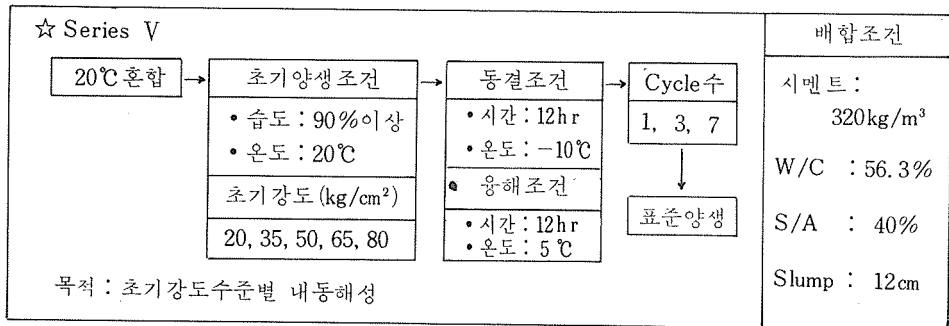 ☆ Series V
20℃혼합
초기양생조건
• 습도 : 90%이상
• 온도 : 20℃
초기강도(kg/cm²)
20, 35, 50, 65, 80
동결조건
• 시간 : 12hr
• 온도 : −10℃
• 융해조건
• 시간 : 12hr
• 온도 : 5℃
Cycle수
1, 3, 7
표준양생
목적 : 초기강도수준별 내동해성
배합조건
시멘트 :
320kg/m³
W/C : 56.3%
S/A : 40%
Slump : 12cm